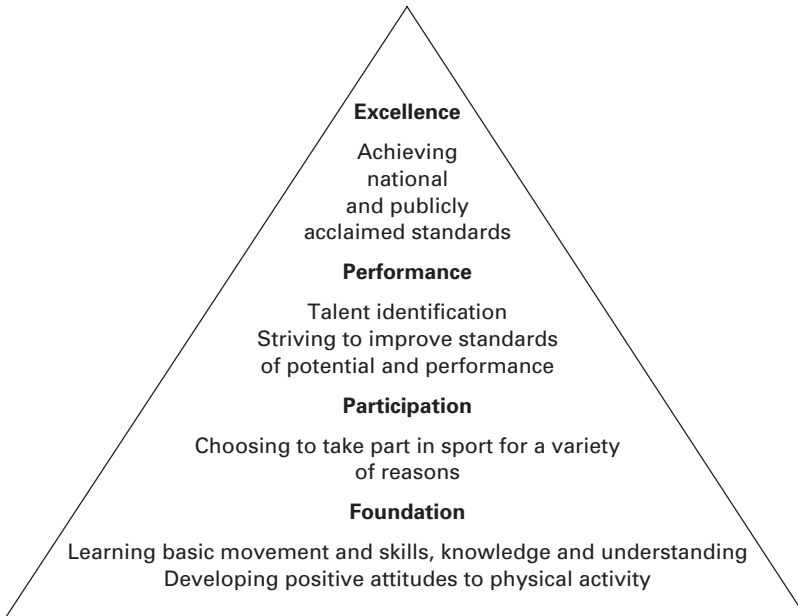 Excellence
Achieving
national
and publicly
acclaimed standards
Performance
Talent identification
Striving to improve standards
of potential and performance
Participation
Choosing to take part in sport for a variety
of reasons
Foundation
Learning basic movement and skills, knowledge and understanding
Developing positive attitudes to physical activity